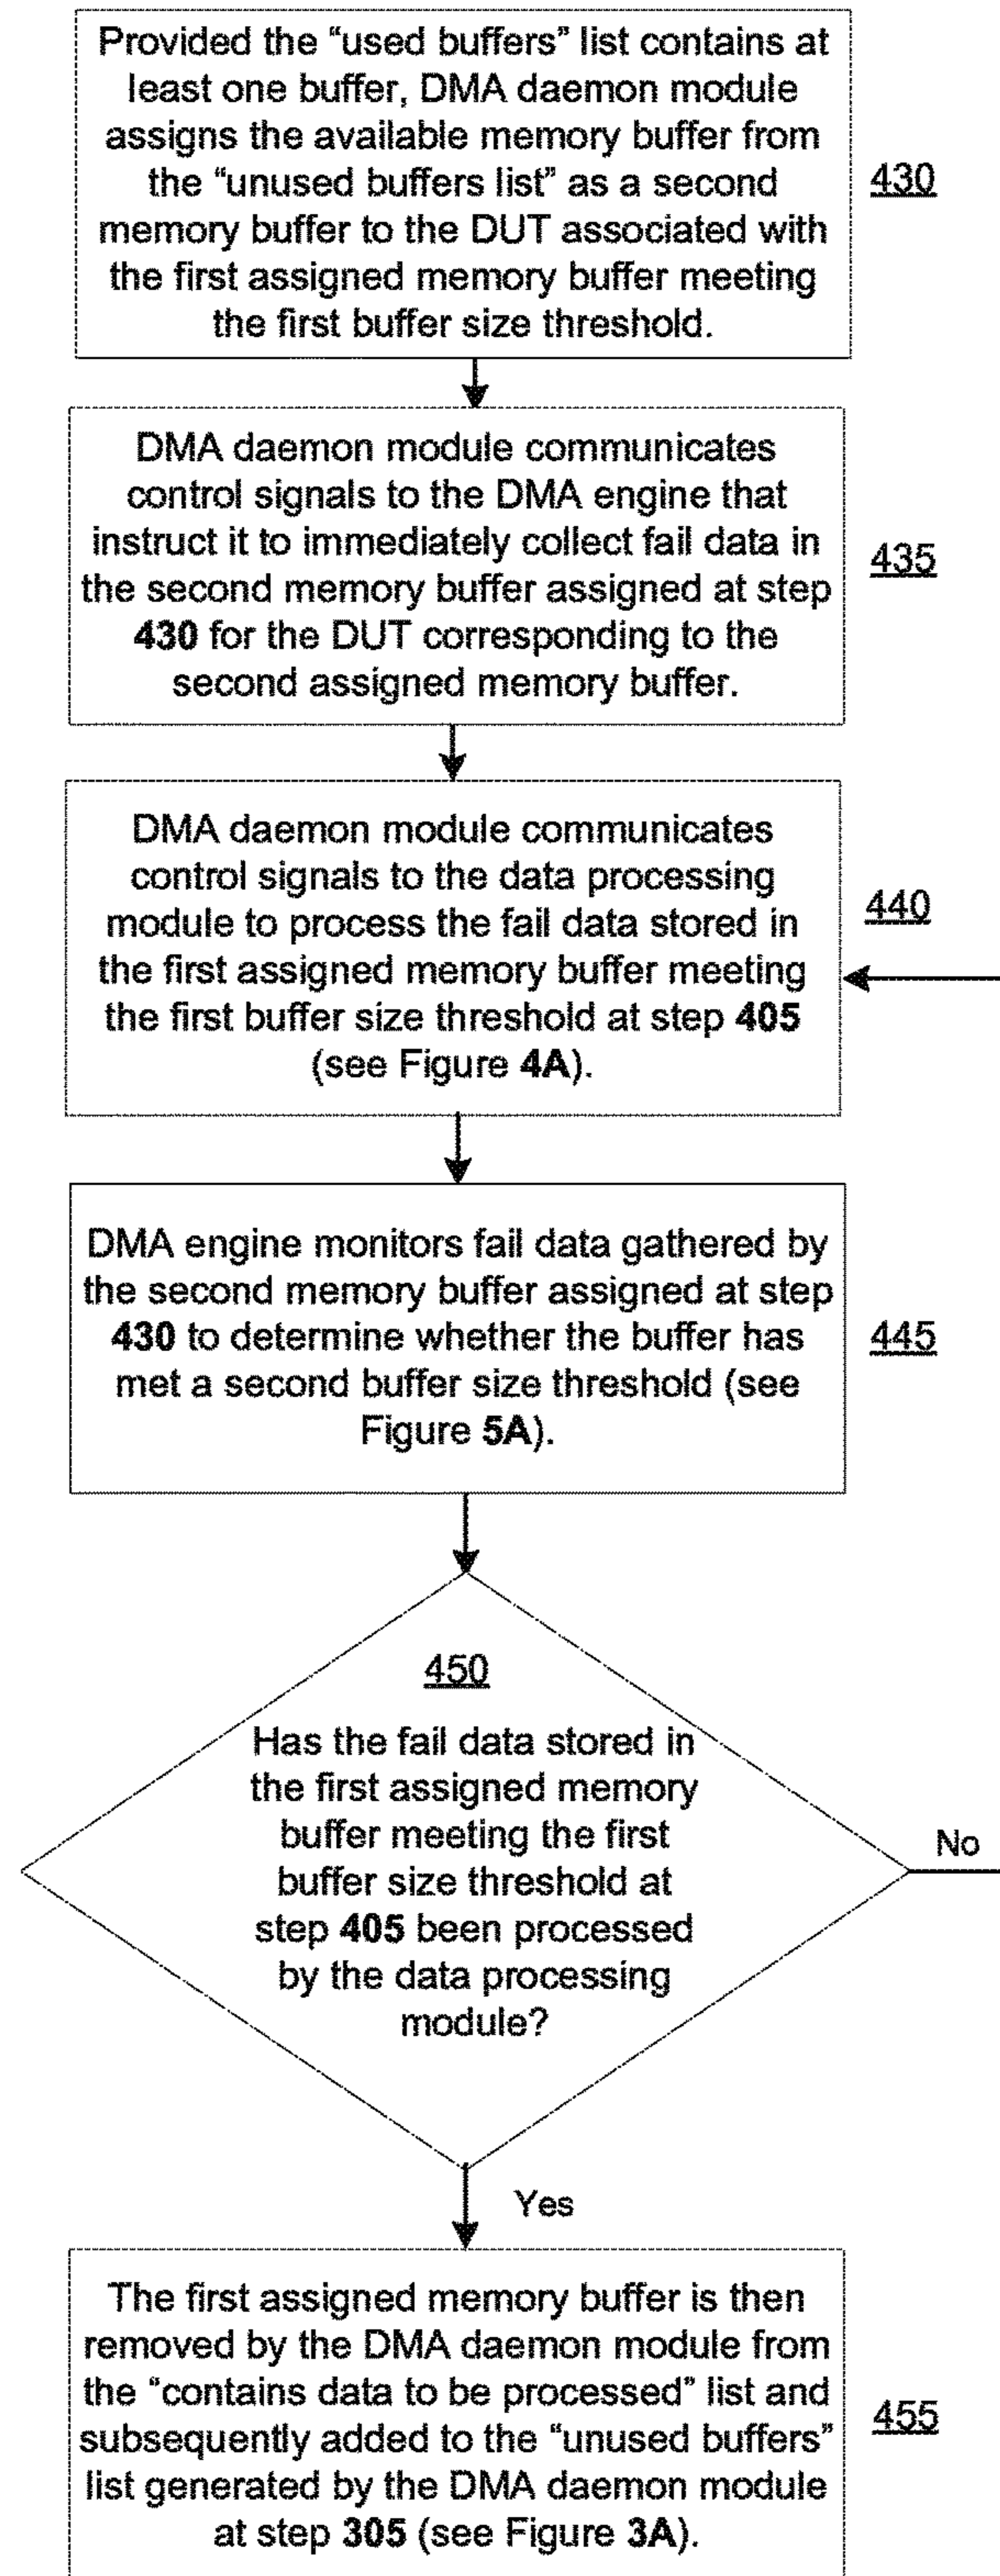 Provided the “used buffers” list contains at
least one buffer, DMA daemon module
assigns the available memory buffer from
the “unused buffers list” as a second
memory buffer to the DUT associated with
the first assigned memory buffer meeting
the first buffer size threshold.
430
DMA daemon module communicates
control signals to the DMA engine that
instruct it to immediately collect fail data in
the second memory buffer assigned at step
430 for the DUT corresponding to the
second assigned memory buffer.
435
DMA daemon module communicates
control signals to the data processing
module to process the fail data stored in
the first assigned memory buffer meeting
the first buffer size threshold at step 405
(see Figure 4A).
440
DMA engine monitors fail data gathered by
the second memory buffer assigned at step
430 to determine whether the buffer has
met a second buffer size threshold (see
Figure 5A).
445
450
Has the fail data stored in
the first assigned memory
buffer meeting the first
buffer size threshold at
step 405 been processed
by the data processing
module?
No
Yes
The first assigned memory buffer is then
removed by the DMA daemon module from
the “contains data to be processed” list and
subsequently added to the “unused buffers”
list generated by the DMA daemon module
at step 305 (see Figure 3A).
455